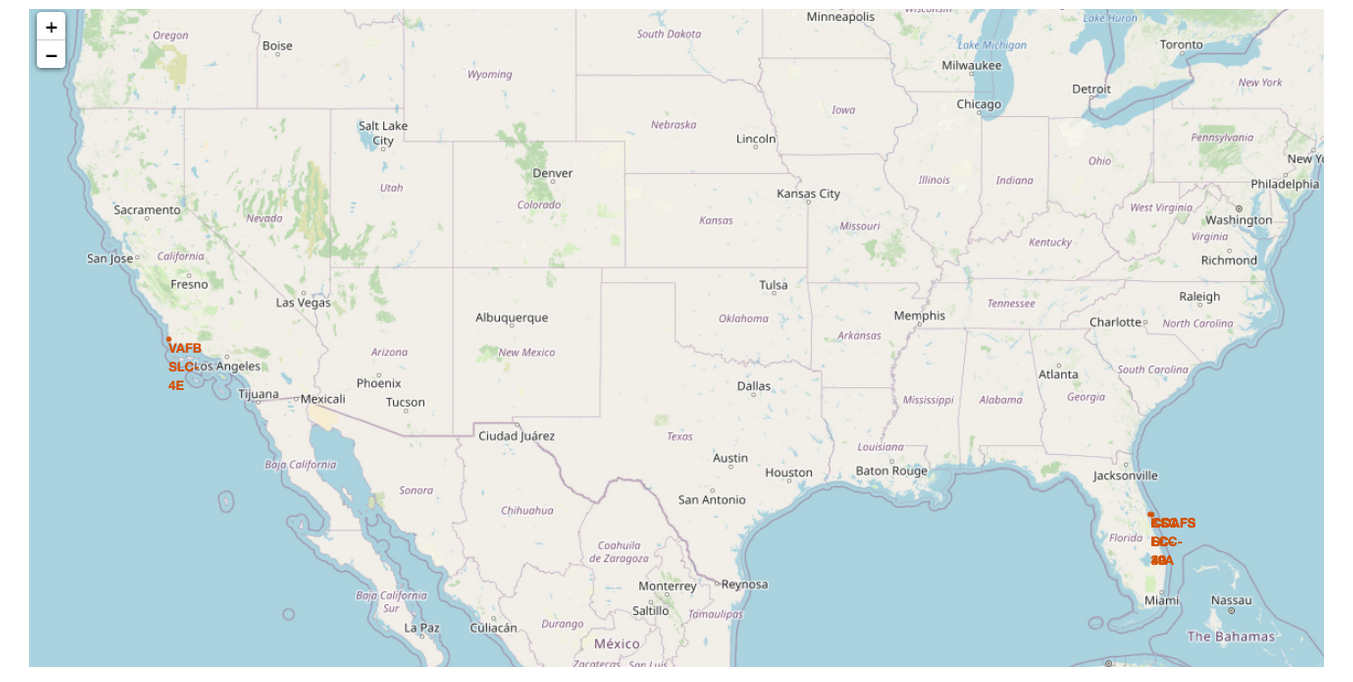 +
−
Oregon
Boise
South Dakota
Minneapolis
Wisconsin
Lake Huron
Lake Michigan
Toronto
Milwaukee
Wyoming
New York
Detroit
Chicago
Iowa
Salt Lake
City
Nebraska
Lincoln
Pennsylvania
New Yo
Ohio
Denver
Illinois
Indiana
Philadelphia
Utah
Kansas City
Colorado
Sacramento
Nevada
Kansas
Missouri
West Virginia
Washington
Virginia
Kentucky
San Jose
California
Richmond
Fresno
Tulsa
Las Vegas
Raleigh
Tennessee
Albuquerque
Oklahoma
Memphis
Charlotte
North Carolina
Arkansas
VAFB
SLC-
4E
Los Angeles
Arizona
New Mexico
South Carolina
Atlanta
Phoenix
Dallas
Tijuana
Mexicali
Tucson
Mississippi
Alabama
Georgia
Ciudad Juárez
Texas
Louisiana
Austin
Baja California
Houston
Baton Rouge
Jacksonville
Sonora
San Antonio
Chihuahua
Florida
Coahuila
de Zaragoza
Monterrey
Reynosa
Baja California
Sur
Saltillo
Tamaulipas
Miami
Nassau
La Paz
Culiacán
Durango
México
The Bahamas
Zacatecas
San Luis